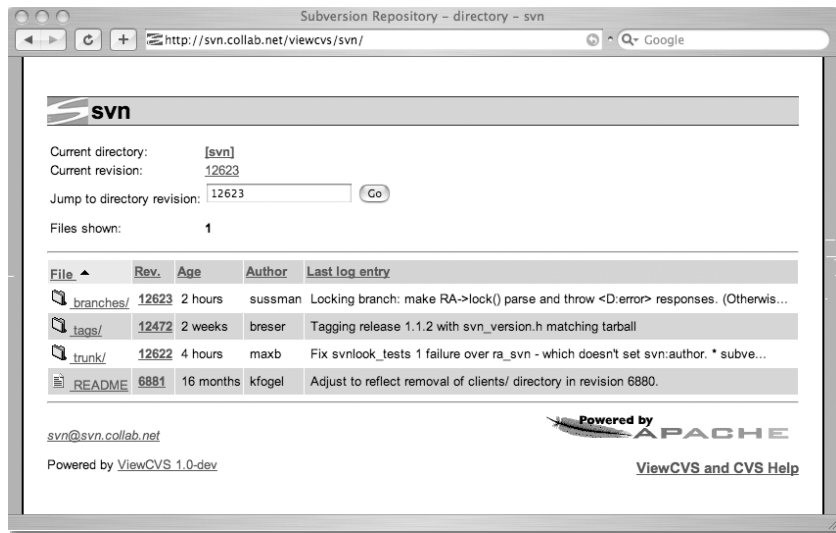 Subversion Repository – directory – svn
http://svn.collab.net/viewcvs/svn/
Google
svn
Current directory: [svn]
Current revision: 12623
Jump to directory revision: 12623 Go
Files shown: 1
File Rev. Age Author Last log entry
branches/ 12623 2 hours sussman Locking branch: make RA->lock() parse and throw <D:error> responses. (Otherwis...
tags/ 12472 2 weeks breser Tagging release 1.1.2 with svn_version.h matching tarball
trunk/ 12622 4 hours maxb Fix svnlook_tests 1 failure over ra_svn - which doesn't set svn:author. * subve...
README 6881 16 months kfogel Adjust to reflect removal of clients/ directory in revision 6880.
Powered by
APACHE
svn@svn.collab.net
Powered by ViewCVS 1.0-dev
ViewCVS and CVS Help